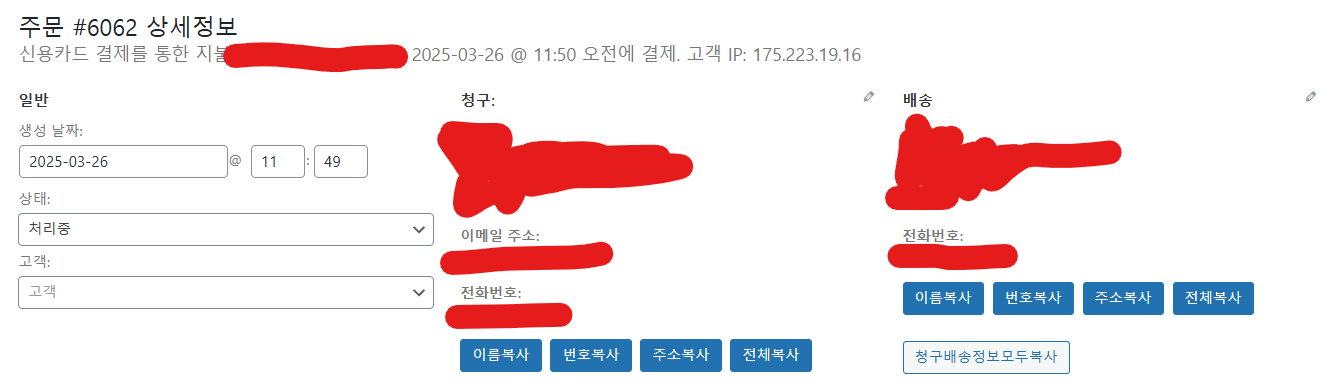 주문 #6062 상세정보
신용카드 결제를 통한 지불 2025-03-26 @ 11:50 오전에 결제. 고객 IP: 175.223.19.16
일반
생성 날짜:
2025-03-26 @ 11 : 49
상태:
처리중
고객:
고객
청구:
이메일 주소:
전화번호:
이름복사 번호복사 주소복사 전체복사
배송
전화번호:
이름복사 번호복사 주소복사 전체복사
청구배송정보모두복사